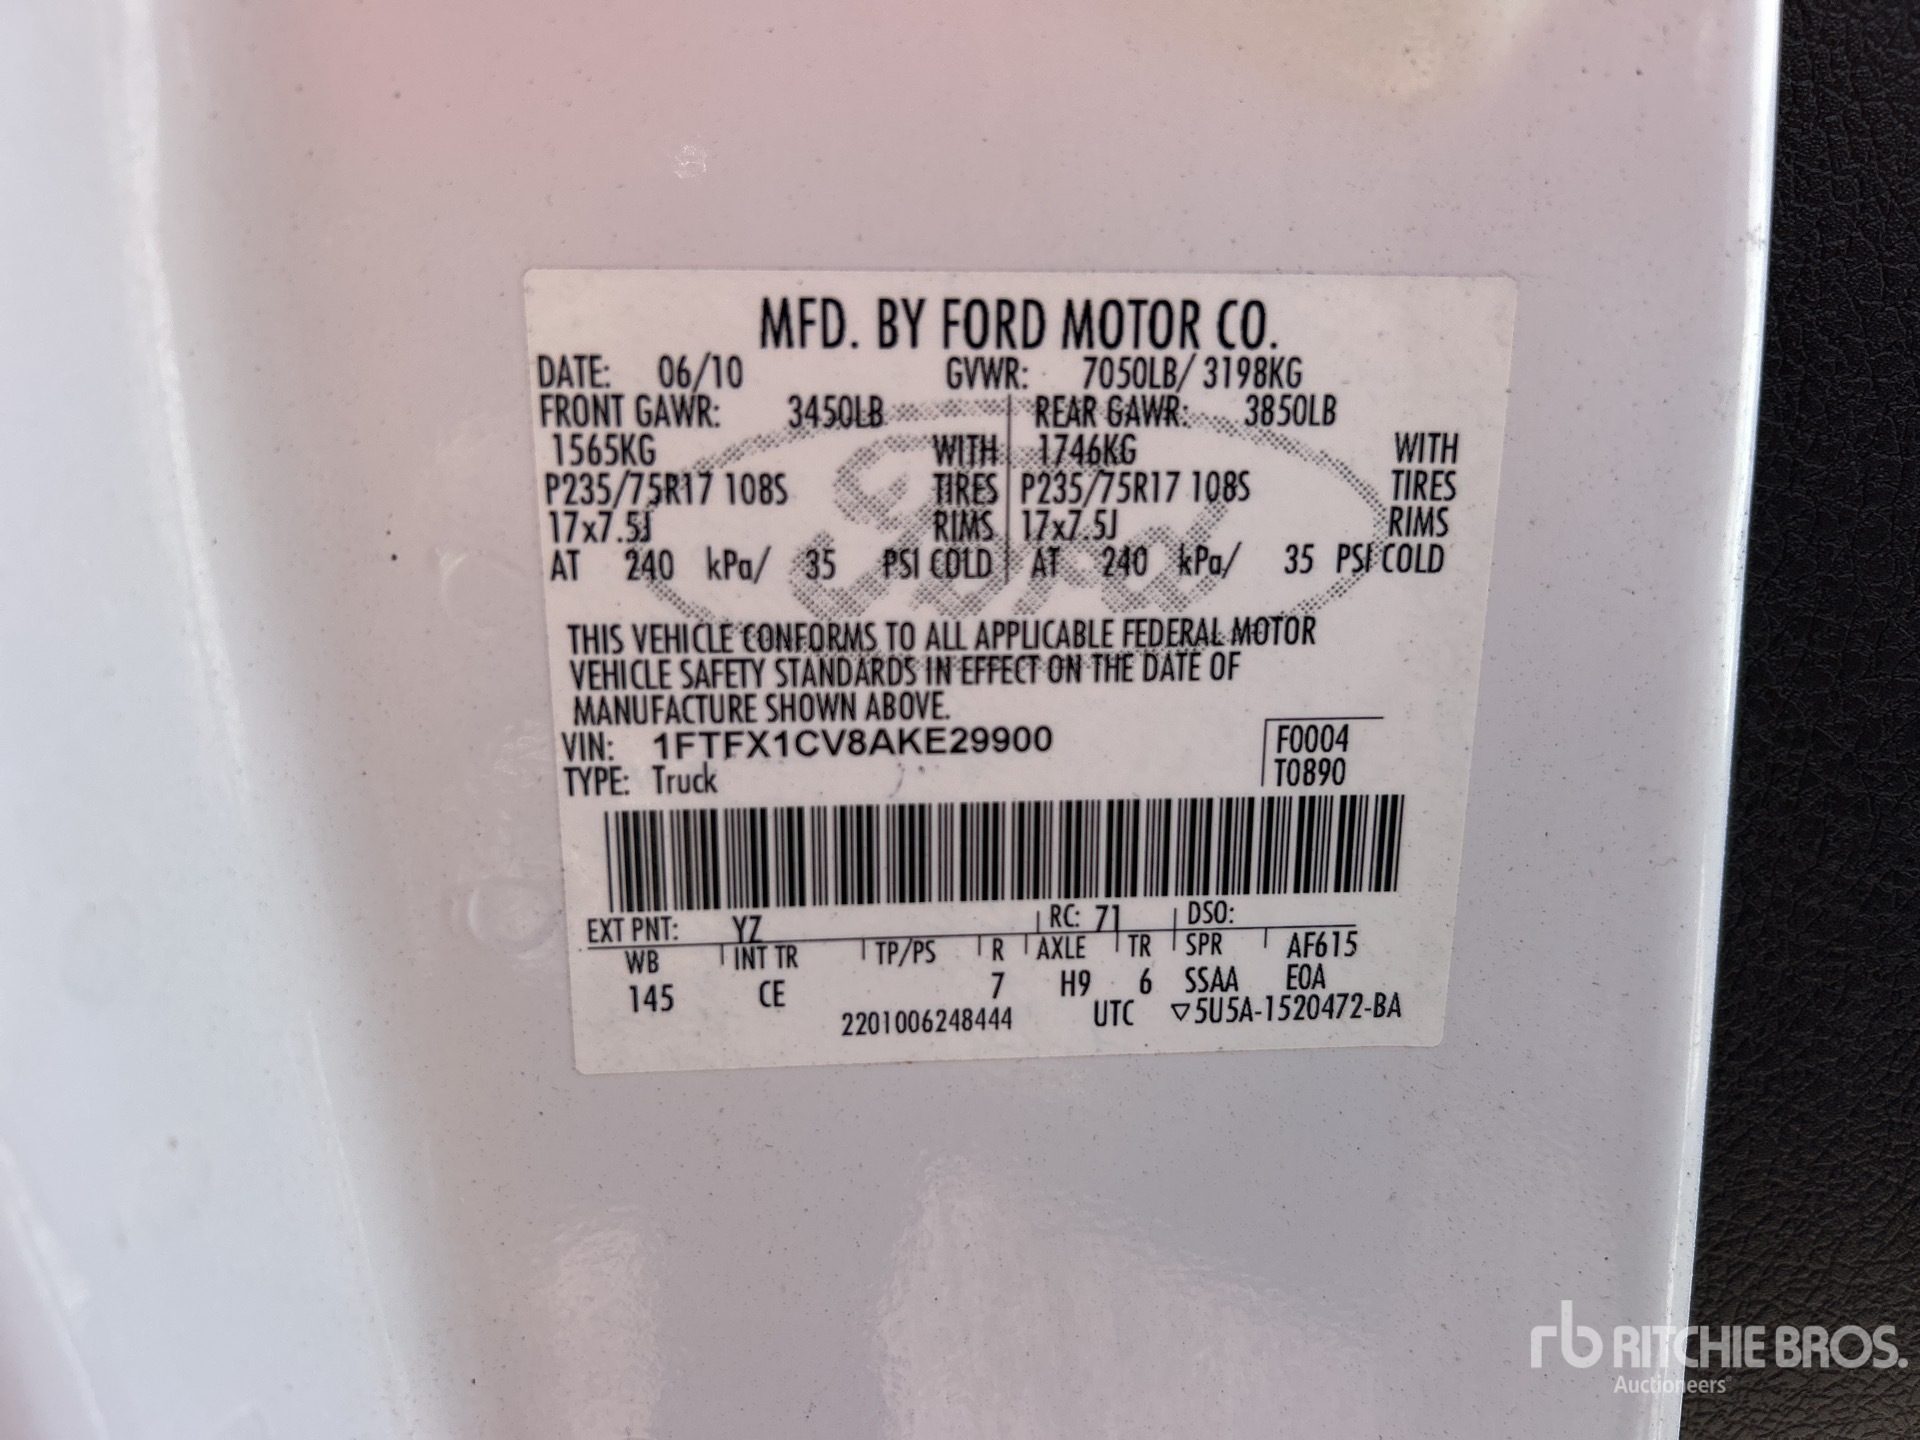 MFD. BY FORD MOTOR CO.
DATE: 06/10 GVWR: 7050LB/ 3198KG
FRONT GAWR: 3450LB REAR GAWR: 3850LB
1565KG WITH 1746KG WITH
P235/75R17 108S TIRES P235/75R17 108S TIRES
17x7.5J RIMS 17x7.5J RIMS
AT 240 kPa/ 35 PSI COLD AT 240 kPa/ 35 PSI COLD
Ford
THIS VEHICLE CONFORMS TO ALL APPLICABLE FEDERAL MOTOR
VEHICLE SAFETY STANDARDS IN EFFECT ON THE DATE OF
MANUFACTURE SHOWN ABOVE.
VIN: 1FTFX1CV8AKE29900 F0004
TYPE: Truck T0890
EXT PNT: YZ RC: 71 DSO:
WB INT TR TP/PS R AXLE TR SPR AF615
145 CE 7 H9 6 SSAA E0A
2201006248444 UTC ▽5U5A-1520472-BA
rb RITCHIE BROS.
Auctioneers